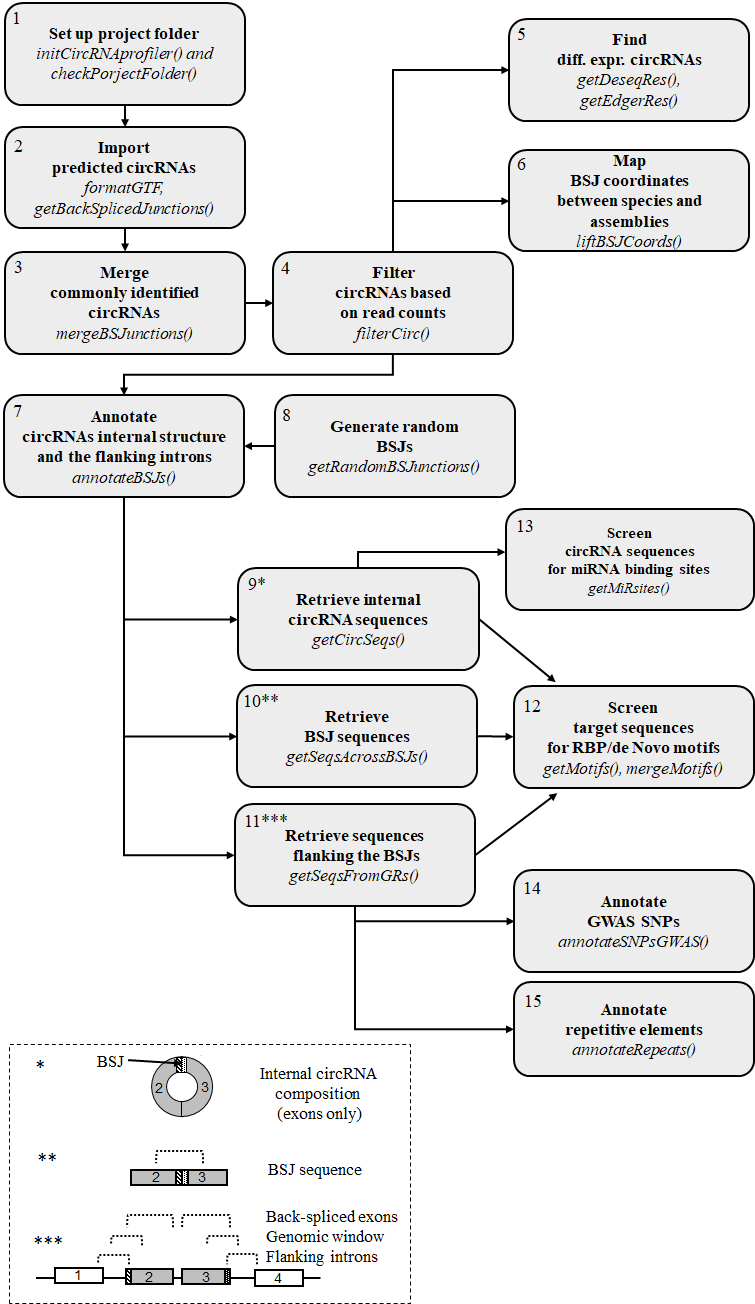 1
Set up project folder
initCircRNAprofiler() and
checkPorjectFolder()
2
Import
predicted circRNAs
formatGTF,
getBackSplicedJunctions()
3
Merge
commonly identified
circRNAs
mergeBSJunctions()
4
Filter
circRNAs based
on read counts
filterCirc()
5
Find
diff. expr. circRNAs
getDeseqRes(),
getEdgerRes()
6
Map
BSJ coordinates
between species and
assemblies
liftBSJCoords()
7
Annotate
circRNAs internal structure
and the flanking introns
annotateBSJs()
8
Generate random
BSJs
getRandomBSJunctions()
9*
Retrieve internal
circRNA sequences
getCircSeqs()
10**
Retrieve
BSJ sequences
getSeqsAcrossBSJs()
11***
Retrieve sequences
flanking the BSJs
getSeqsFromGRs()
13
Screen
circRNA sequences
for miRNA binding sites
getMiRsites()
12
Screen
target sequences
for RBP/de Novo motifs
getMotifs(), mergeMotifs()
14
Annotate
GWAS SNPs
annotateSNPsGWAS()
15
Annotate
repetitive elements
annotateRepeats()
*
BSJ
2 3
Internal circRNA
composition
(exons only)
**
2 3
BSJ sequence
***
Back-spliced exons
Genomic window
Flanking introns
1 2 3 4